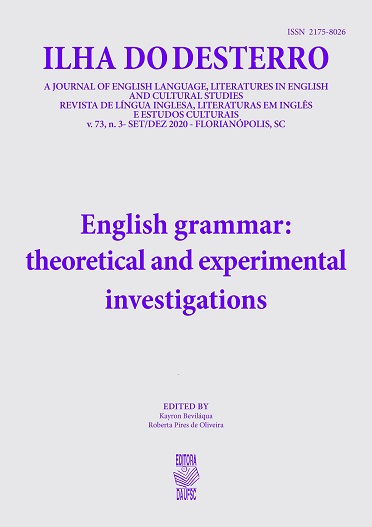 ISSN 2175-8026
ILHA DO DESTERRO
A JOURNAL OF ENGLISH LANGUAGE, LITERATURES IN ENGLISH
AND CULTURAL STUDIES
REVISTA DE LÍNGUA INGLESA, LITERATURAS EM INGLÊS
E ESTUDOS CULTURAIS
v. 73, n. 3- SET/DEZ 2020 - FLORIANÓPOLIS, SC
English grammar:
theoretical and experimental
investigations
EDITED BY
Kayron Beviláqua
Roberta Pires de Oliveira
EDITORA
DAUFSC